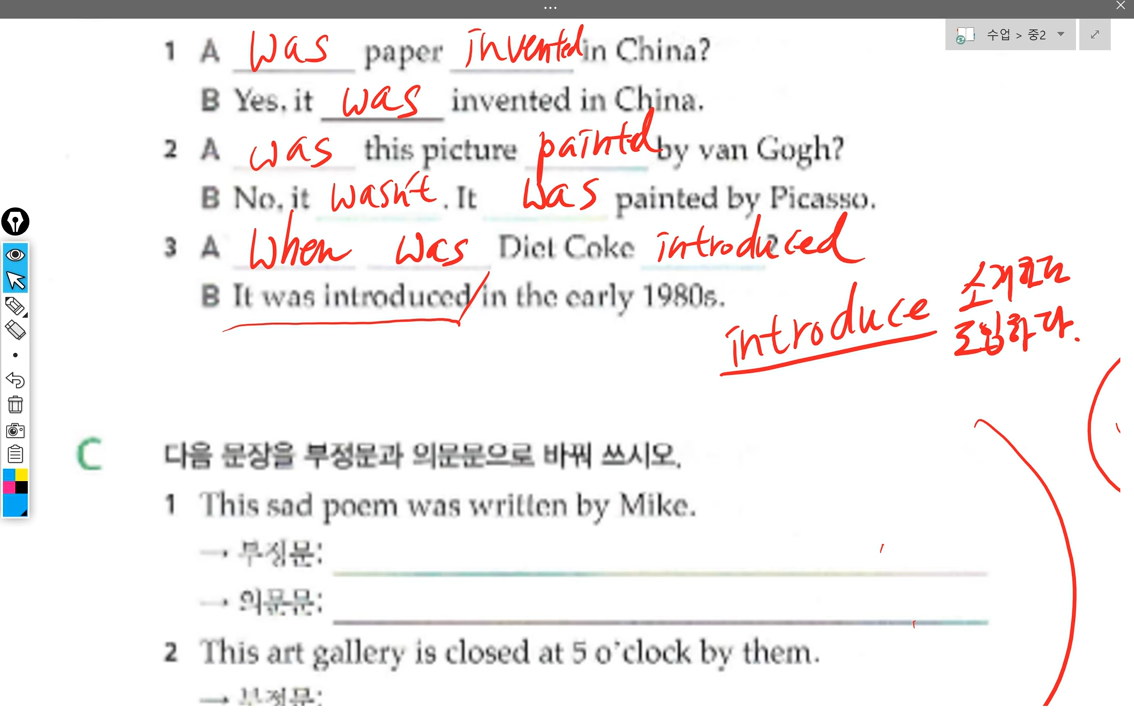 수업 > 중2
1 A was paper invented in China?
B Yes, it was invented in China.
2 A was this picture painted by van Gogh?
B No, it wasn't. It was painted by Picasso.
3 A When was Diet Coke introduced?
B It was introduced in the early 1980s.
introduce 소개하다
도입하다.
C 다음 문장을 부정문과 의문문으로 바꿔 쓰시오.
1 This sad poem was written by Mike.
→ 부정문:
→ 의문문:
2 This art gallery is closed at 5 o'clock by them.
→ 부정문: